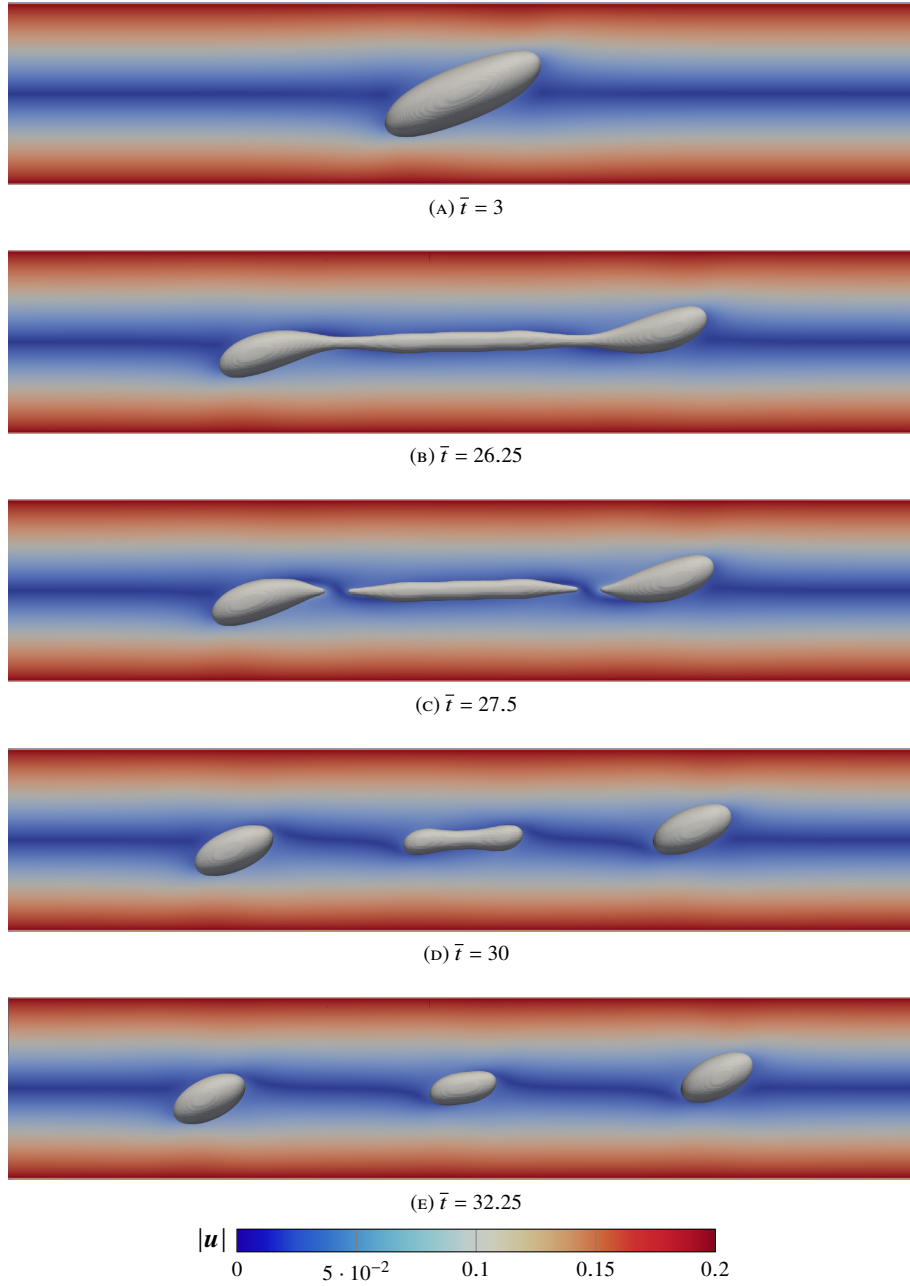 (A) t̅ = 3
(B) t̅ = 26.25
(C) t̅ = 27.5
(D) t̅ = 30
(E) t̅ = 32.25
|u|
0 5 · 10⁻² 0.1 0.15 0.2